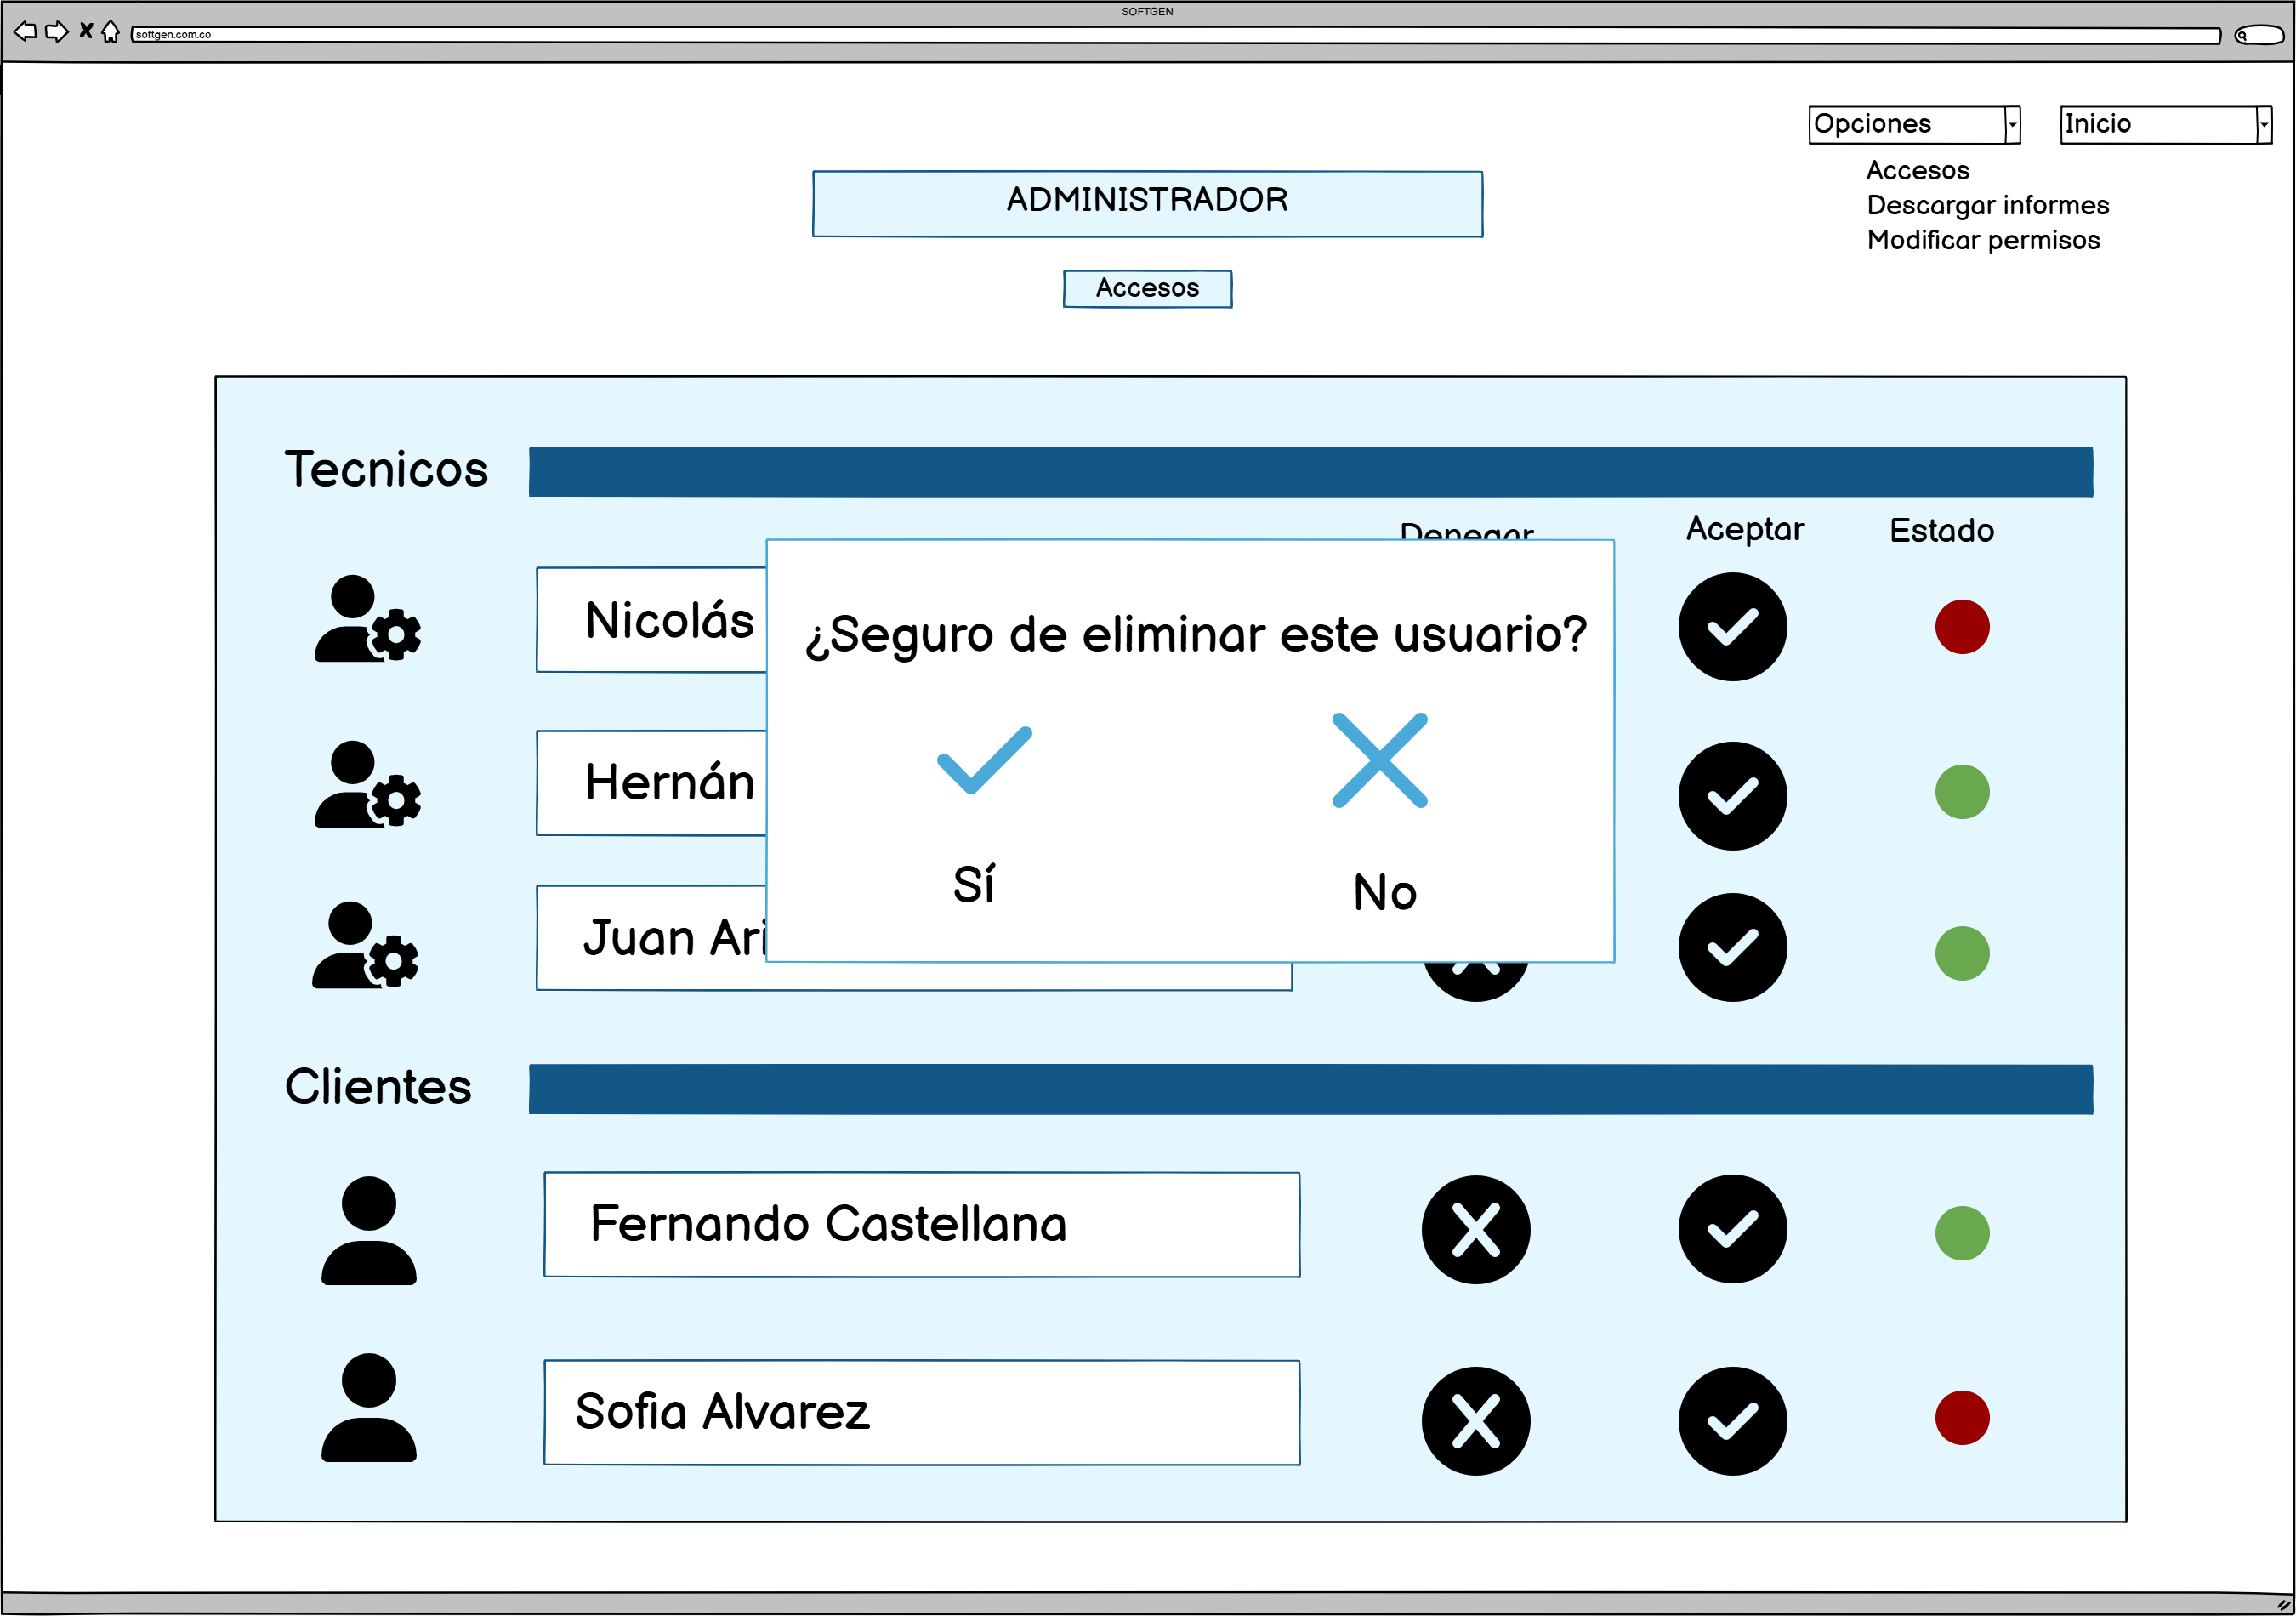 SOFTGEN
softgen.com.co
Opciones
Inicio
Accesos
Descargar informes
Modificar permisos
ADMINISTRADOR
Accesos
Tecnicos
Denegar
Aceptar
Estado
Nicolás
¿Seguro de eliminar este usuario?
Hernán
Sí
No
Juan Ari
Clientes
Fernando Castellana
Sofia Alvarez